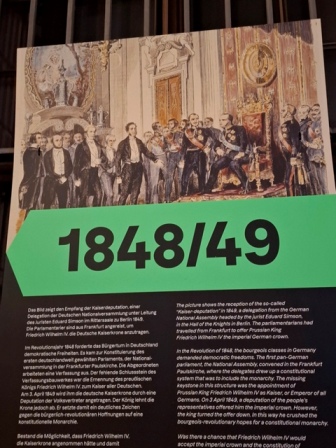 1848/49
Das Bild zeigt den Empfang der Kaiserdeputation, einer
Delegation der Deutschen Nationalversammlung unter Leitung
des Juristen Eduard Simson, im Rittersaale zu Berlin 1849.
Die Parlamentarier sind aus Frankfurt angereist, um
Friedrich Wilhelm IV. die Deutsche Kaiserkrone anzutragen.
Im Revolutionsjahr 1848 fordert das Bürgertum in Deutschland
demokratische Freiheiten. Es kam zur Konstituierung des
ersten deutschlandweit gewählten Parlaments, der National-
versammlung in der Frankfurter Paulskirche. Die Abgeordneten
arbeiteten eine Verfassung aus. Der fehlende Schlussstein des
Verfassungsbauwerkes war die Ernennung des preußischen
Königs Friedrich Wilhelm IV. zum Kaiser aller Deutschen.
Am 3. April 1849 wird ihm die deutsche Kaiserkrone durch eine
Deputation der Volksvertreter angetragen. Der König lehnt die
Krone jedoch ab. Er setzte damit ein deutliches Zeichen
gegen die bürgerlich-revolutionären Hoffnungen auf eine
konstitutionelle Monarchie.
Bestand die Möglichkeit, dass Friedrich Wilhelm IV.
die Kaiserkrone angenommen hätte und damit
The picture shows the reception of the so-called
"Kaiser-deputation" in 1849, a delegation from the German
National Assembly headed by the jurist Eduard Simson,
in the Hall of the Knights in Berlin. The parliamentarians had
travelled from Frankfurt to offer Prussian King
Friedrich Wilhelm IV the imperial German crown.
In the Revolution of 1848, the bourgeois classes in Germany
demanded democratic freedoms. The first pan-German
parliament, the National Assembly, convened in the Frankfurt
Paulskirche, where the delegates drew up a constitutional
system that was to include the monarchy. The missing
keystone in this structure was the appointment of
Prussian King Friedrich Wilhelm IV as Kaiser, or Emperor of all
Germans. On 3 April 1849, a deputation of the people's
representatives offered him the imperial crown. However,
the King turned the offer down. In this way he crushed the
bourgeois-revolutionary hopes for a constitutional monarchy.
Was there a chance that Friedrich Wilhelm IV would
accept the imperial crown and the constitution of